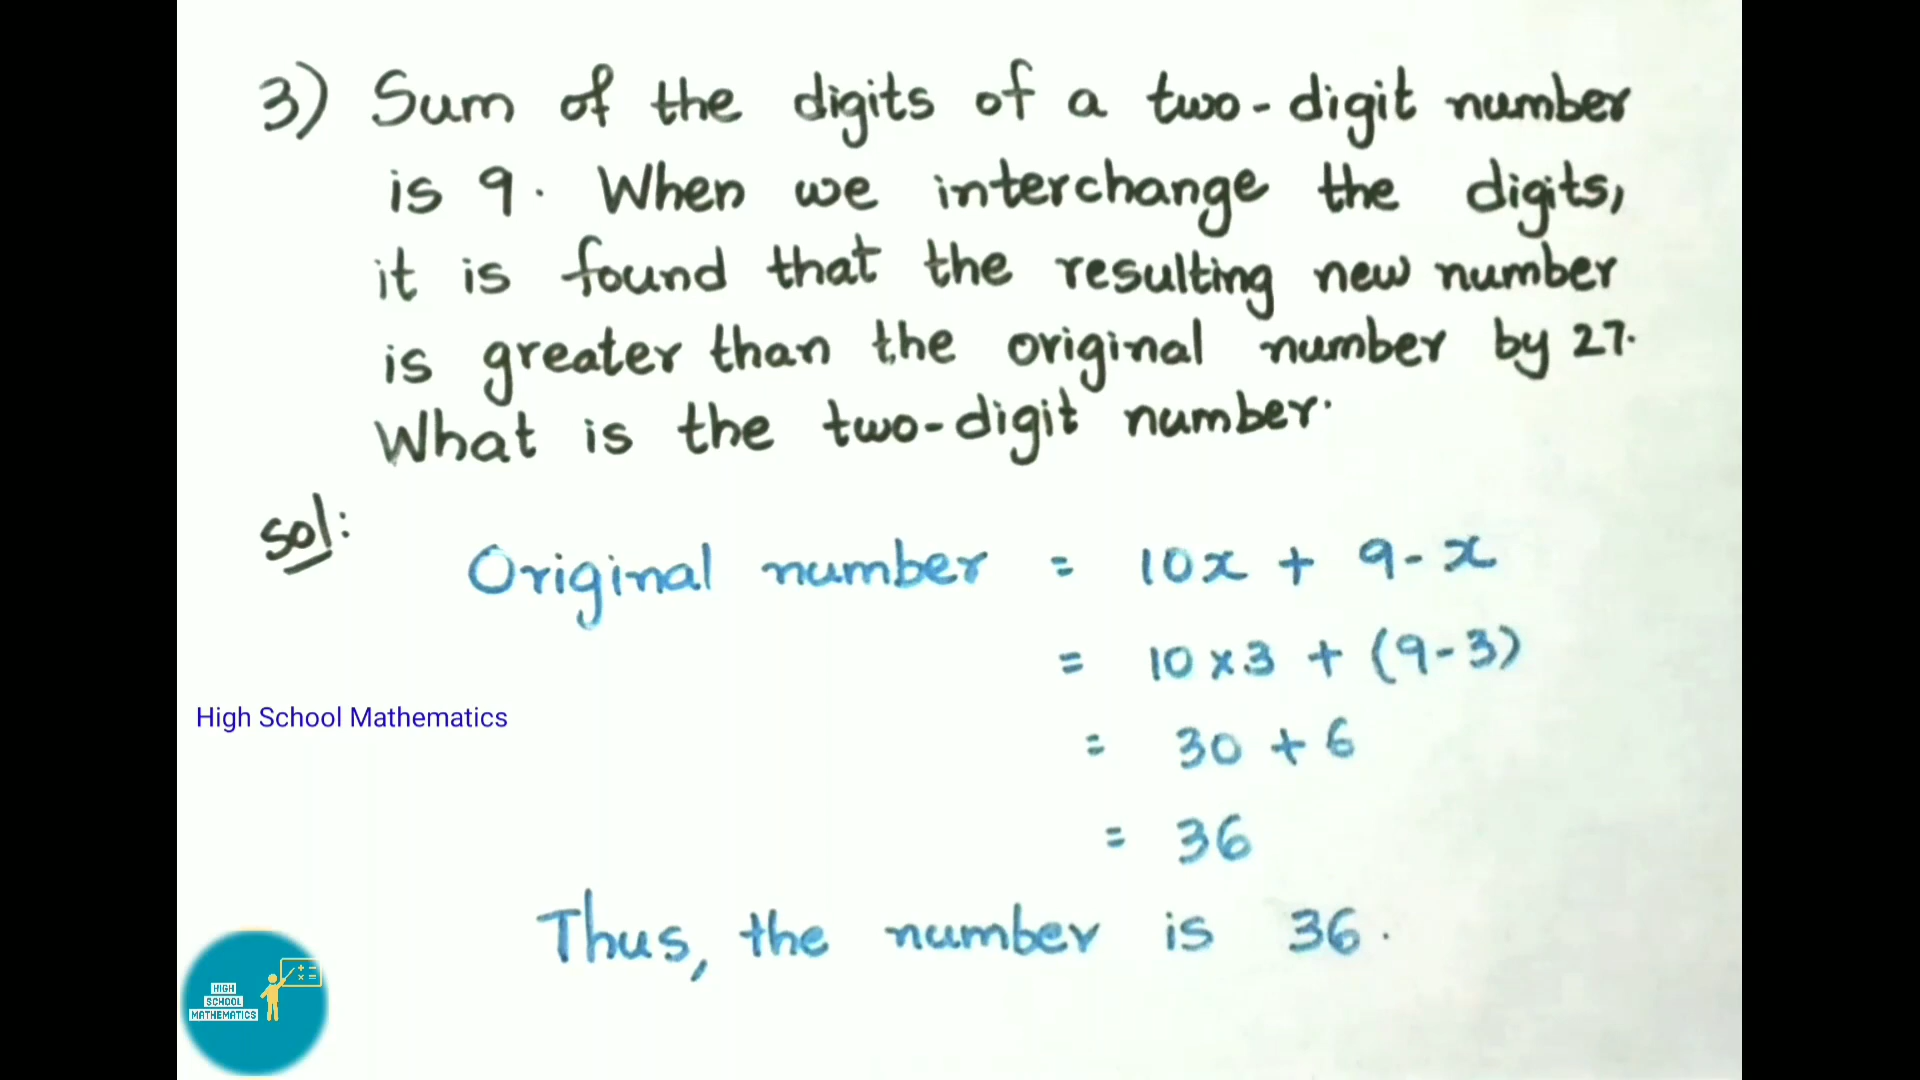 3) Sum of the digits of a two-digit number
is 9. When we interchange the digits,
it is found that the resulting new number
is greater than the original number by 27.
What is the two-digit number.
Sol:
Original number = 10x + 9-x
= 10×3 + (9-3)
High School Mathematics
= 30 + 6
= 36
Thus, the number is 36.
HIGH
SCHOOL
MATHEMATICS
+ −
× =